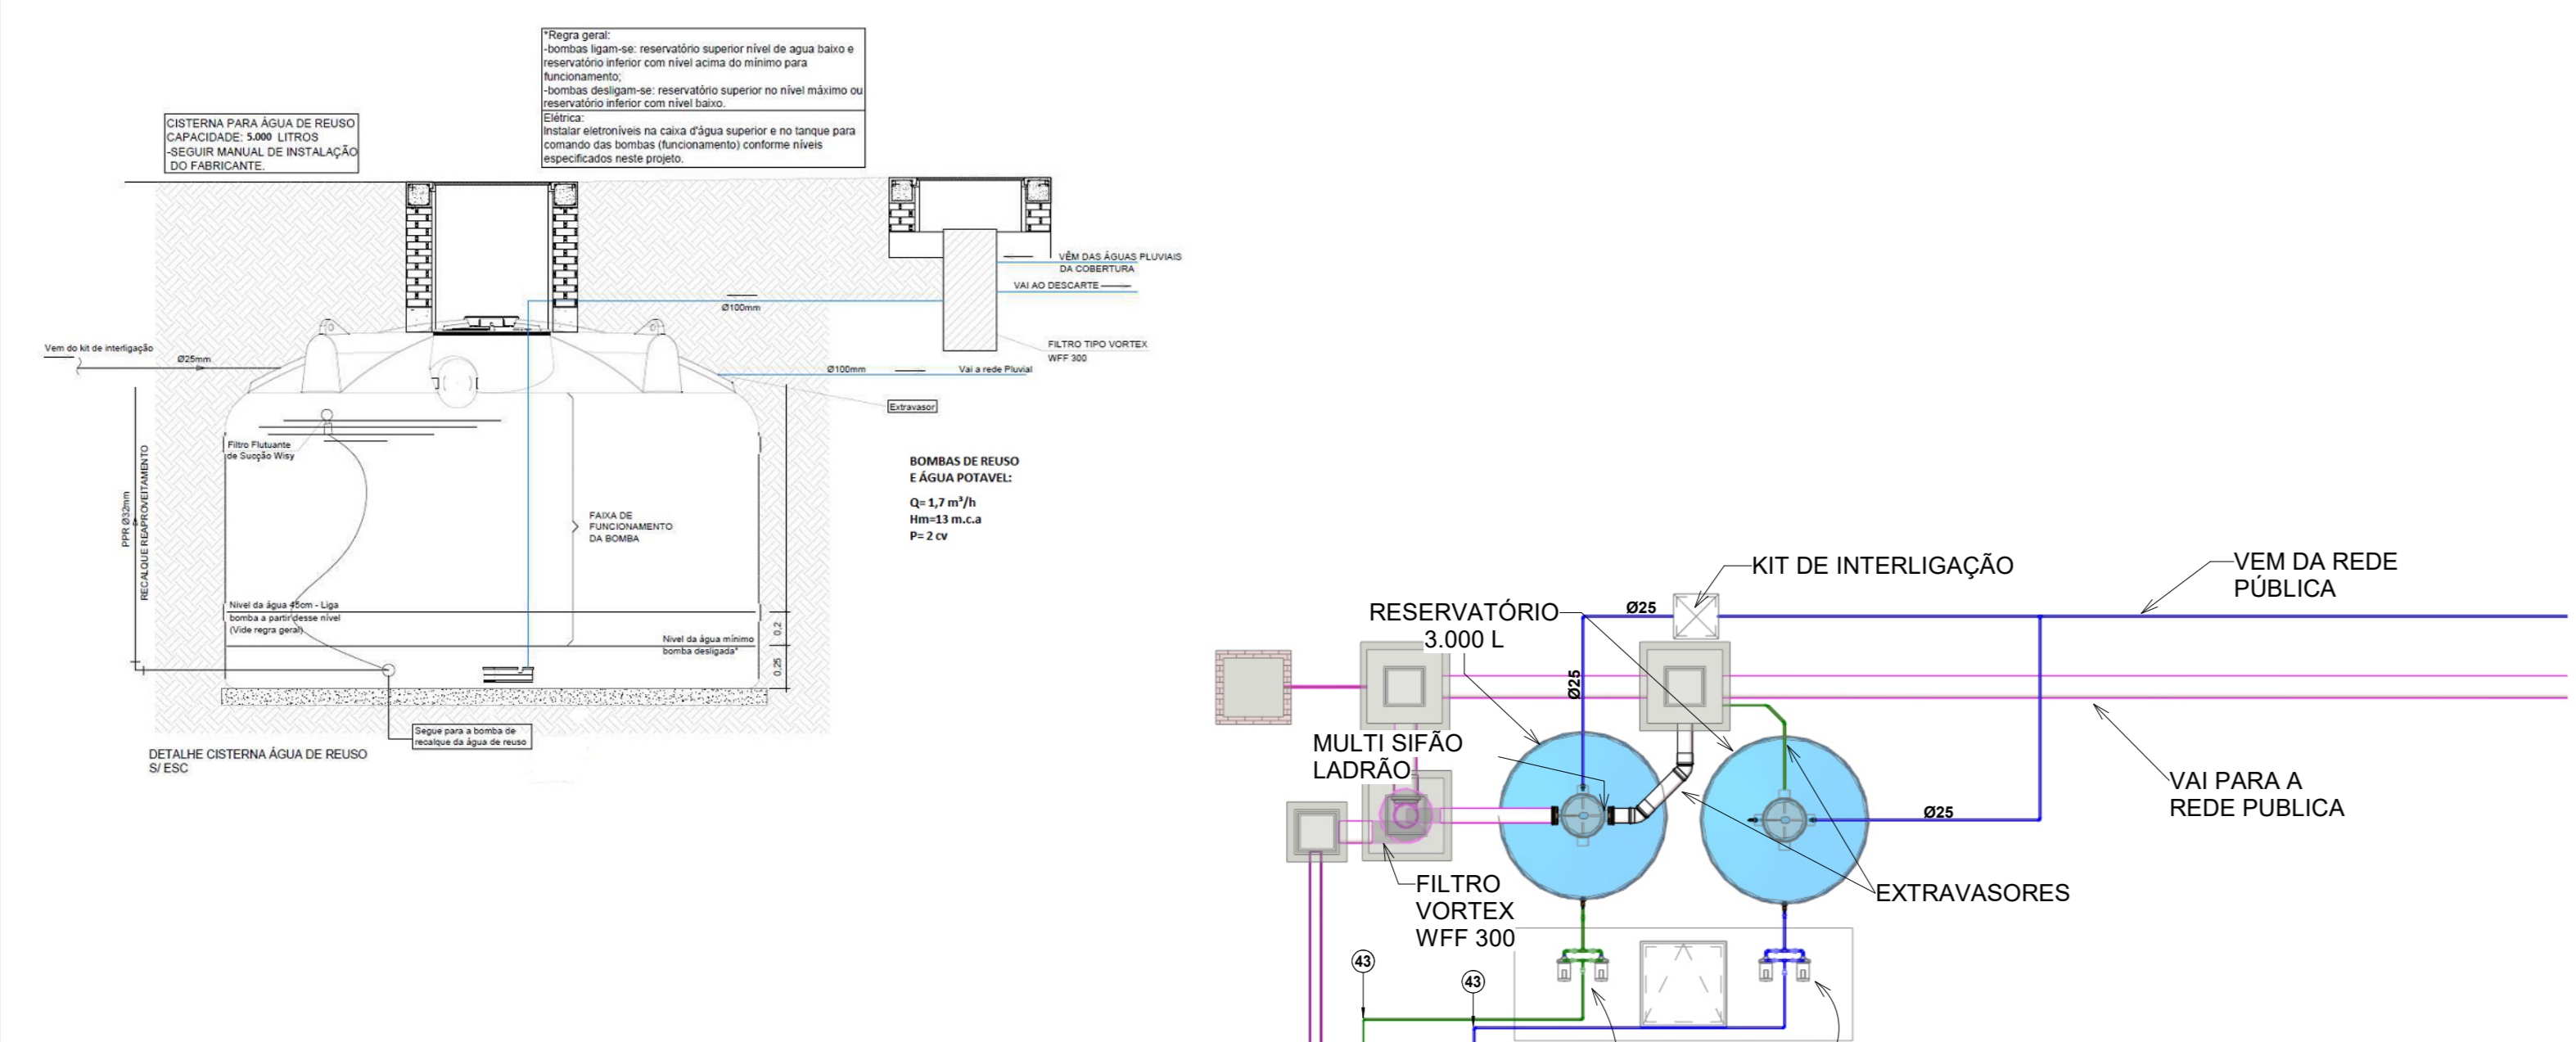 *Regra geral:
-bombas ligam-se: reservatório superior nível de agua baixo e
reservatório inferior com nível acima do mínimo para
funcionamento;
-bombas desligam-se: reservatório superior no nível máximo ou
reservatório inferior com nível baixo.
Elétrica:
Instalar eletroníveis na caixa d'água superior e no tanque para
comando das bombas (funcionamento) conforme níveis
especificados neste projeto.
CISTERNA PARA ÁGUA DE REUSO
CAPACIDADE: 5.000 LITROS
-SEGUIR MANUAL DE INSTALAÇÃO
DO FABRICANTE.
VÊM DAS ÁGUAS PLUVIAIS
DA COBERTURA
VAI AO DESCARTE
Ø100mm
FILTRO TIPO VORTEX
WFF 300
Vem do kit de interligação
Ø25mm
Ø100mm
Vai a rede Pluvial
Extravasor
Filtro Flutuante
de Sucção Wisy
PPR Ø32mm
RECALQUE REAPROVEITAMENTO
FAIXA DE
FUNCIONAMENTO
DA BOMBA
BOMBAS DE REUSO
E ÁGUA POTAVEL:
Q= 1,7 m³/h
Hm=13 m.c.a
P= 2 cv
Nivel da água 45cm - Liga
bomba a partir desse nível
(Vide regra geral)
Nivel da água mínimo
bomba desligada*
0,2
0,25
Segue para a bomba de
recalque da água de reuso
DETALHE CISTERNA ÁGUA DE REUSO
S/ ESC
KIT DE INTERLIGAÇÃO
VEM DA REDE
PÚBLICA
RESERVATÓRIO
3.000 L
Ø25
Ø25
MULTI SIFÃO
LADRÃO
VAI PARA A
REDE PUBLICA
Ø25
FILTRO
VORTEX
WFF 300
EXTRAVASORES
43
43